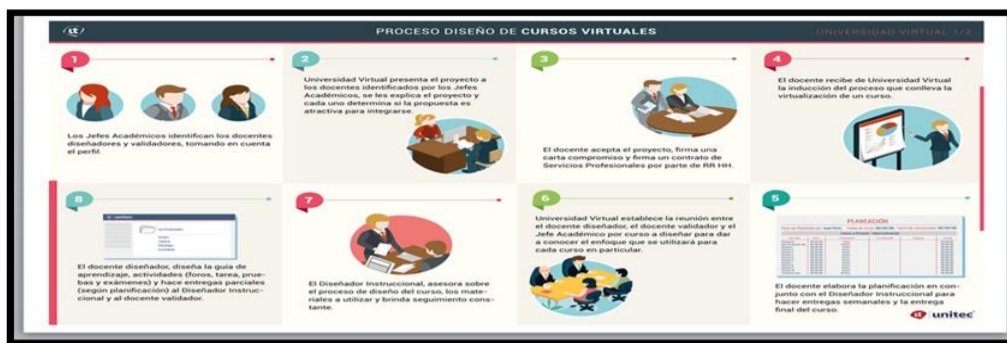 PROCESO DISEÑO DE CURSOS VIRTUALES
UNIVERSIDAD VIRTUAL 1/2
1
Los Jefes Académicos identifican los docentes
diseñadores y validadores, tomando en cuenta
el perfil.
2
Universidad Virtual presenta el proyecto a
los docentes identificados por los Jefes
Académicos, se les explica el proyecto y
cada uno determina si la propuesta es
atractiva para integrarse.
3
El docente acepta el proyecto, firma una
carta compromiso y firma un contrato de
Servicios Profesionales por parte de RR HH.
4
El docente recibe de Universidad Virtual
la inducción del proceso que conlleva la
virtualización de un curso.
5
PLANEACIÓN
El docente elabora la planificación en con-
junto con el Diseñador Instruccional para
hacer entregas semanales y la entrega
final del curso.
6
Universidad Virtual establece la reunión entre
el docente diseñador, el docente validador y el
Jefe Académico por curso a diseñar para dar
a conocer el enfoque que se utilizará para
cada curso en particular.
7
El Diseñador Instruccional, asesora sobre
el proceso de diseño del curso, los mate-
riales a utilizar y brinda seguimiento cons-
tante.
8
El docente diseñador, diseña la guia de
aprendizaje, actividades (foros, tarea, prue-
bas y exámenes) y hace entregas parciales
(según planificación) al Diseñador Instruc-
cional y al docente validador.
unitec